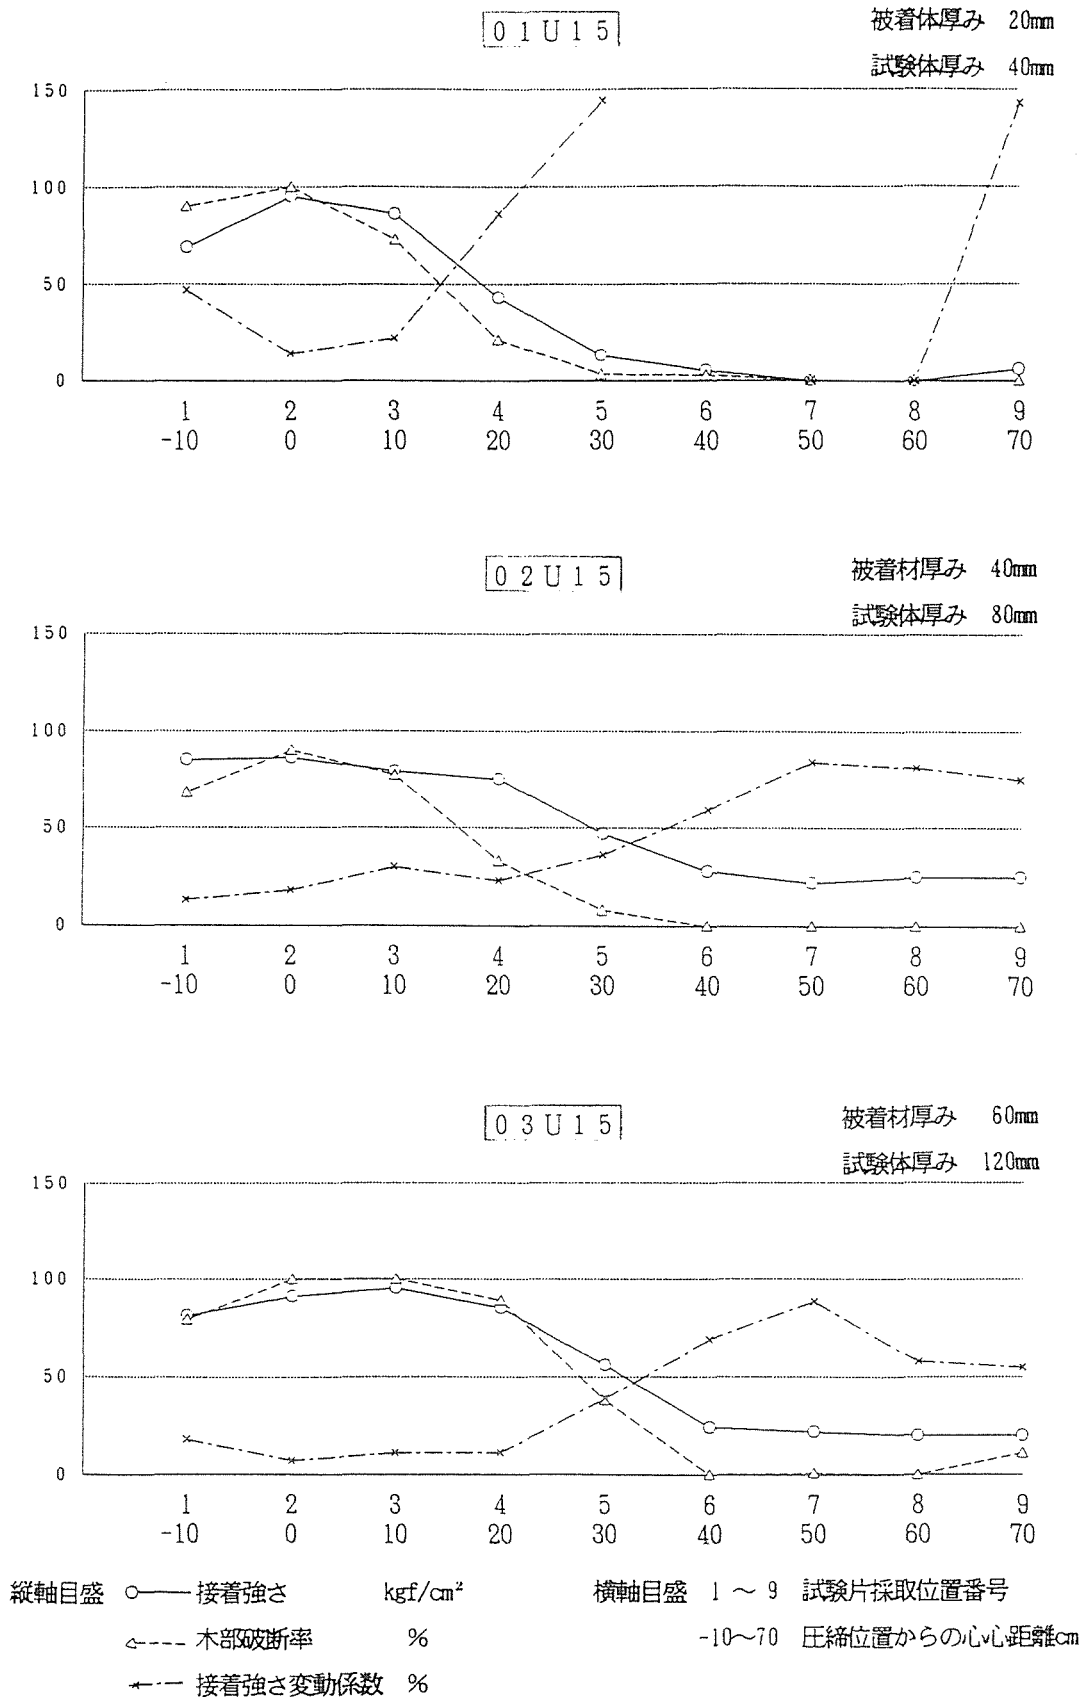 01U15
被着体厚み 20mm
試験体厚み 40mm
150
100
50
0
1 2 3 4 5 6 7 8 9
-10 0 10 20 30 40 50 60 70
02U15
被着材厚み 40mm
試験体厚み 80mm
150
100
50
0
1 2 3 4 5 6 7 8 9
-10 0 10 20 30 40 50 60 70
03U15
被着材厚み 60mm
試験体厚み 120mm
150
100
50
0
1 2 3 4 5 6 7 8 9
-10 0 10 20 30 40 50 60 70
縦軸目盛 接着強さ kgf/cm² 横軸目盛 1～9 試験片採取位置番号
木部破断率 % -10～70 圧締位置からの心心距離cm
接着強さ変動係数 %